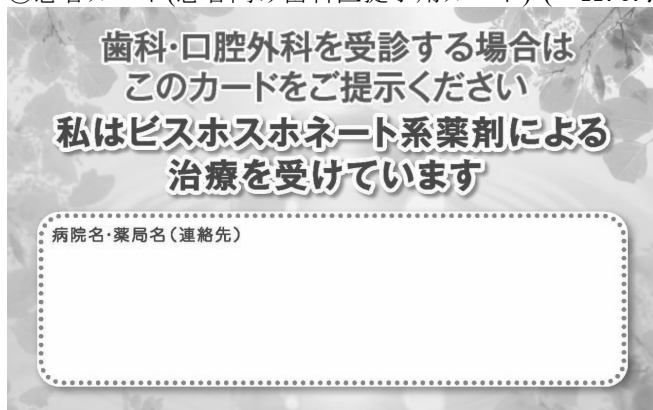 歯科・口腔外科を受診する場合は
このカードをご提示ください
私はビスホスホネート系薬剤による
治療を受けています
病院名・薬局名（連絡先）